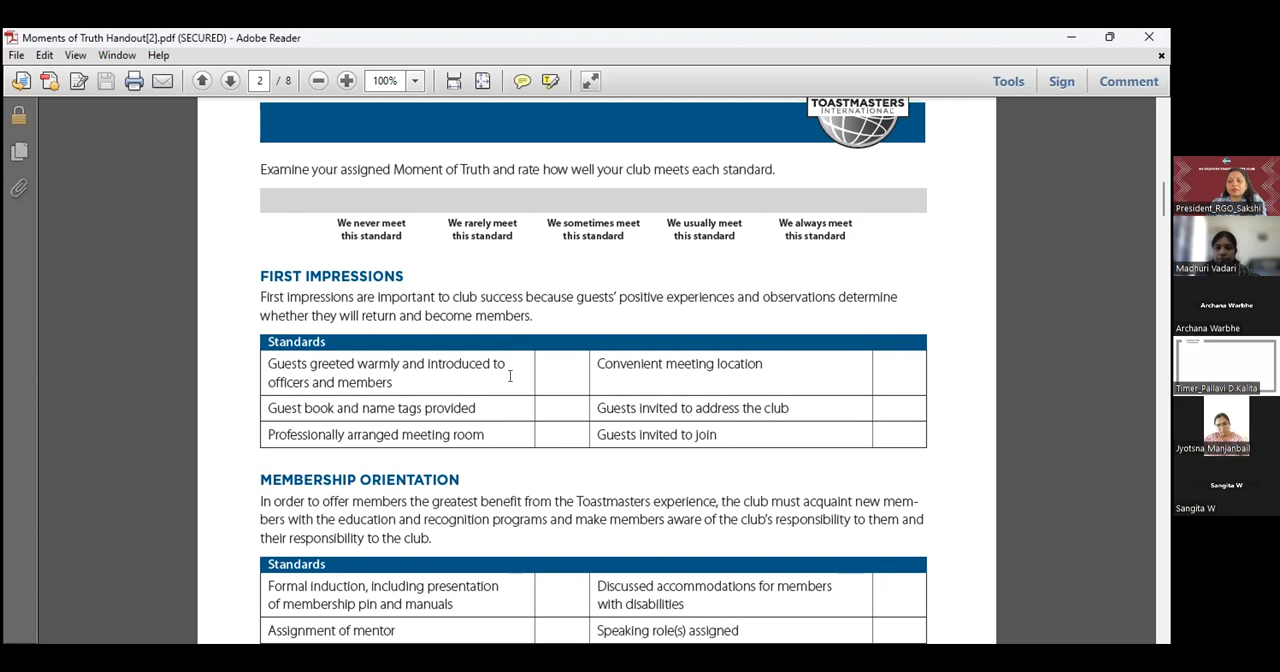 Moments of Truth Handout[2].pdf (SECURED) - Adobe Reader
File Edit View Window Help
2 / 8 100% Tools Sign Comment
TOASTMASTERS
INTERNATIONAL
Examine your assigned Moment of Truth and rate how well your club meets each standard.
We never meet
this standard
We rarely meet
this standard
We sometimes meet
this standard
We usually meet
this standard
We always meet
this standard
FIRST IMPRESSIONS
First impressions are important to club success because guests' positive experiences and observations determine
whether they will return and become members.
Standards
Guests greeted warmly and introduced to
officers and members
Convenient meeting location
Guest book and name tags provided
Guests invited to address the club
Professionally arranged meeting room
Guests invited to join
MEMBERSHIP ORIENTATION
In order to offer members the greatest benefit from the Toastmasters experience, the club must acquaint new mem-
bers with the education and recognition programs and make members aware of the club's responsibility to them and
their responsibility to the club.
Standards
Formal induction, including presentation
of membership pin and manuals
Discussed accommodations for members
with disabilities
Assignment of mentor
Speaking role(s) assigned
President_RGO_Sakshi
Madhuri Vadari
Archana Warbhe
Archana Warbhe
Timer_Pallavi D.Kalita
Jyotsna Manjanbail
Sangita W
Sangita W